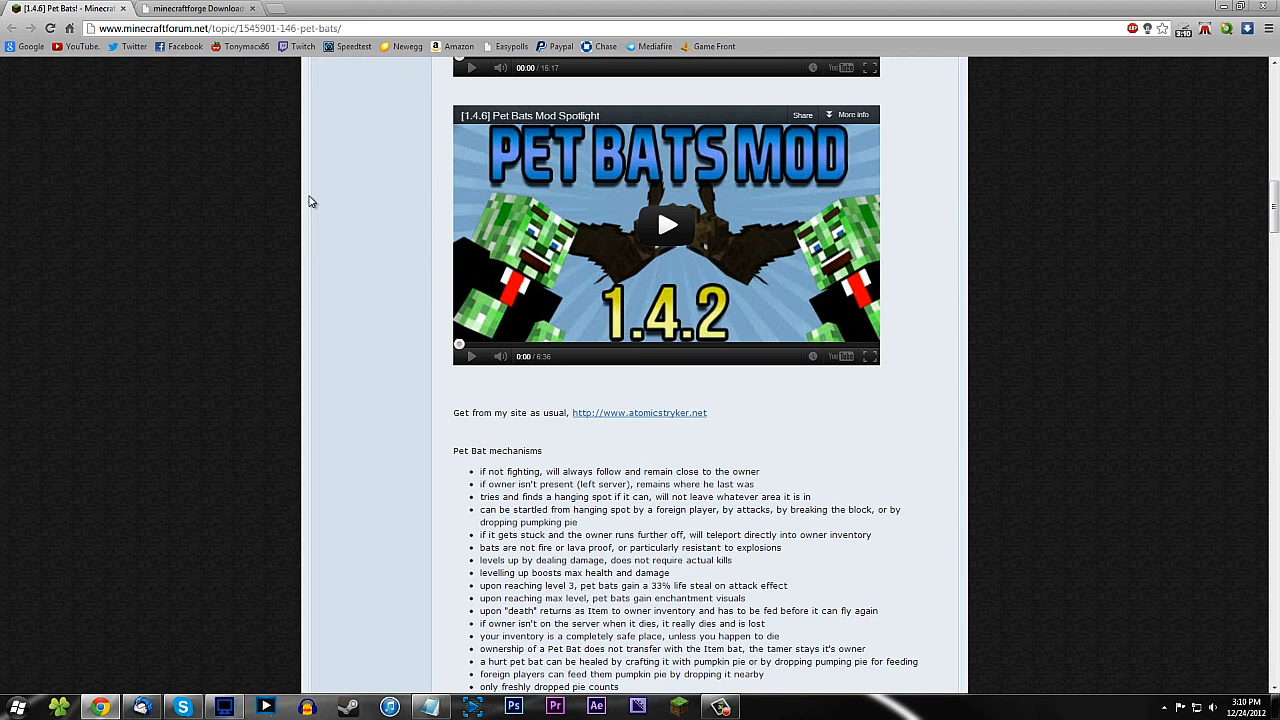 [1.4.6] Pet Bats! - Minecraf
minecraftforge Download
www.minecraftforum.net/topic/1545901-146-pet-bats/
3:10
Google
YouTube
Twitter
Facebook
Tonymac86
Twitch
Speedtest
Newegg
Amazon
Easypolls
Paypal
Chase
Mediafire
Game Front
00:00 / 15:17
YouTube
[1.4.6] Pet Bats Mod Spotlight
Share
More info
PET BATS MOD
1.4.2
0:00 / 6:36
YouTube
Get from my site as usual, http://www.atomicstryker.net
Pet Bat mechanisms
if not fighting, will always follow and remain close to the owner
if owner isn't present (left server), remains where he last was
tries and finds a hanging spot if it can, will not leave whatever area it is in
can be startled from hanging spot by a foreign player, by attacks, by breaking the block, or by
dropping pumpking pie
if it gets stuck and the owner runs further off, will teleport directly into owner inventory
bats are not fire or lava proof, or particularly resistant to explosions
levels up by dealing damage, does not require actual kills
levelling up boosts max health and damage
upon reaching level 3, pet bats gain a 33% life steal on attack effect
upon reaching max level, pet bats gain enchantment visuals
upon "death" returns as Item to owner inventory and has to be fed before it can fly again
if owner isn't on the server when it dies, it really dies and is lost
your inventory is a completely safe place, unless you happen to die
ownership of a Pet Bat does not transfer with the Item bat, the tamer stays it's owner
a hurt pet bat can be healed by crafting it with pumpkin pie or by dropping pumping pie for feeding
foreign players can feed them pumpkin pie by dropping it nearby
only freshly dropped pie counts
Ps
Pr
Ae
3:10 PM
12/24/2012